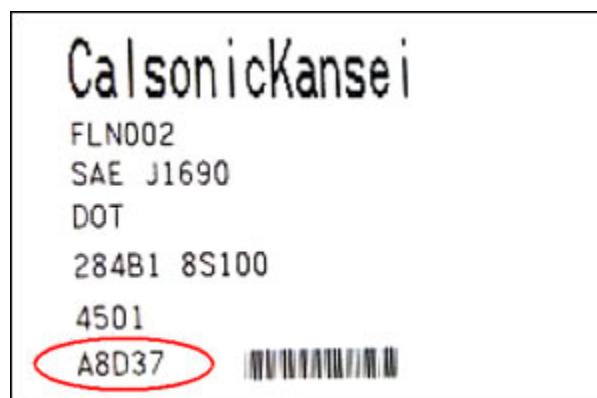 CalsonicKansei
FLN002
SAE J1690
DOT
284B1 8S100
4501
A8D37